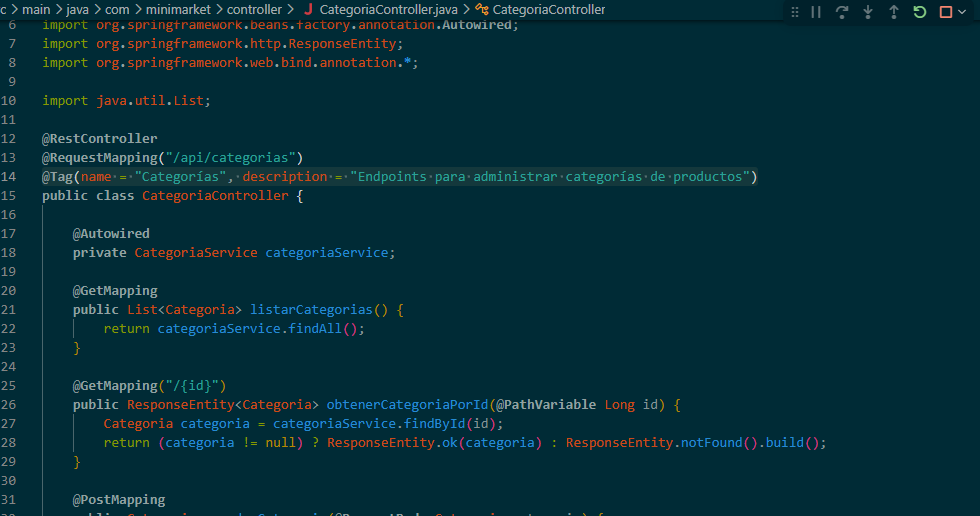 c > main > java > com > minimarket > controller > J CategoriaController.java > CategoriaController
6 import org.springframework.beans.factory.annotation.Autowired;
7 import org.springframework.http.ResponseEntity;
8 import org.springframework.web.bind.annotation.*;
9
10 import java.util.List;
11
12 @RestController
13 @RequestMapping("/api/categorias")
14 @Tag(name = "Categorías", description = "Endpoints para administrar categorías de productos")
15 public class CategoriaController {
16
17 @Autowired
18 private CategoriaService categoriaService;
19
20 @GetMapping
21 public List<Categoria> listarCategorias() {
22 return categoriaService.findAll();
23 }
24
25 @GetMapping("/{id}")
26 public ResponseEntity<Categoria> obtenerCategoriaPorId(@PathVariable Long id) {
27 Categoria categoria = categoriaService.findById(id);
28 return (categoria != null) ? ResponseEntity.ok(categoria) : ResponseEntity.notFound().build();
29 }
30
31 @PostMapping